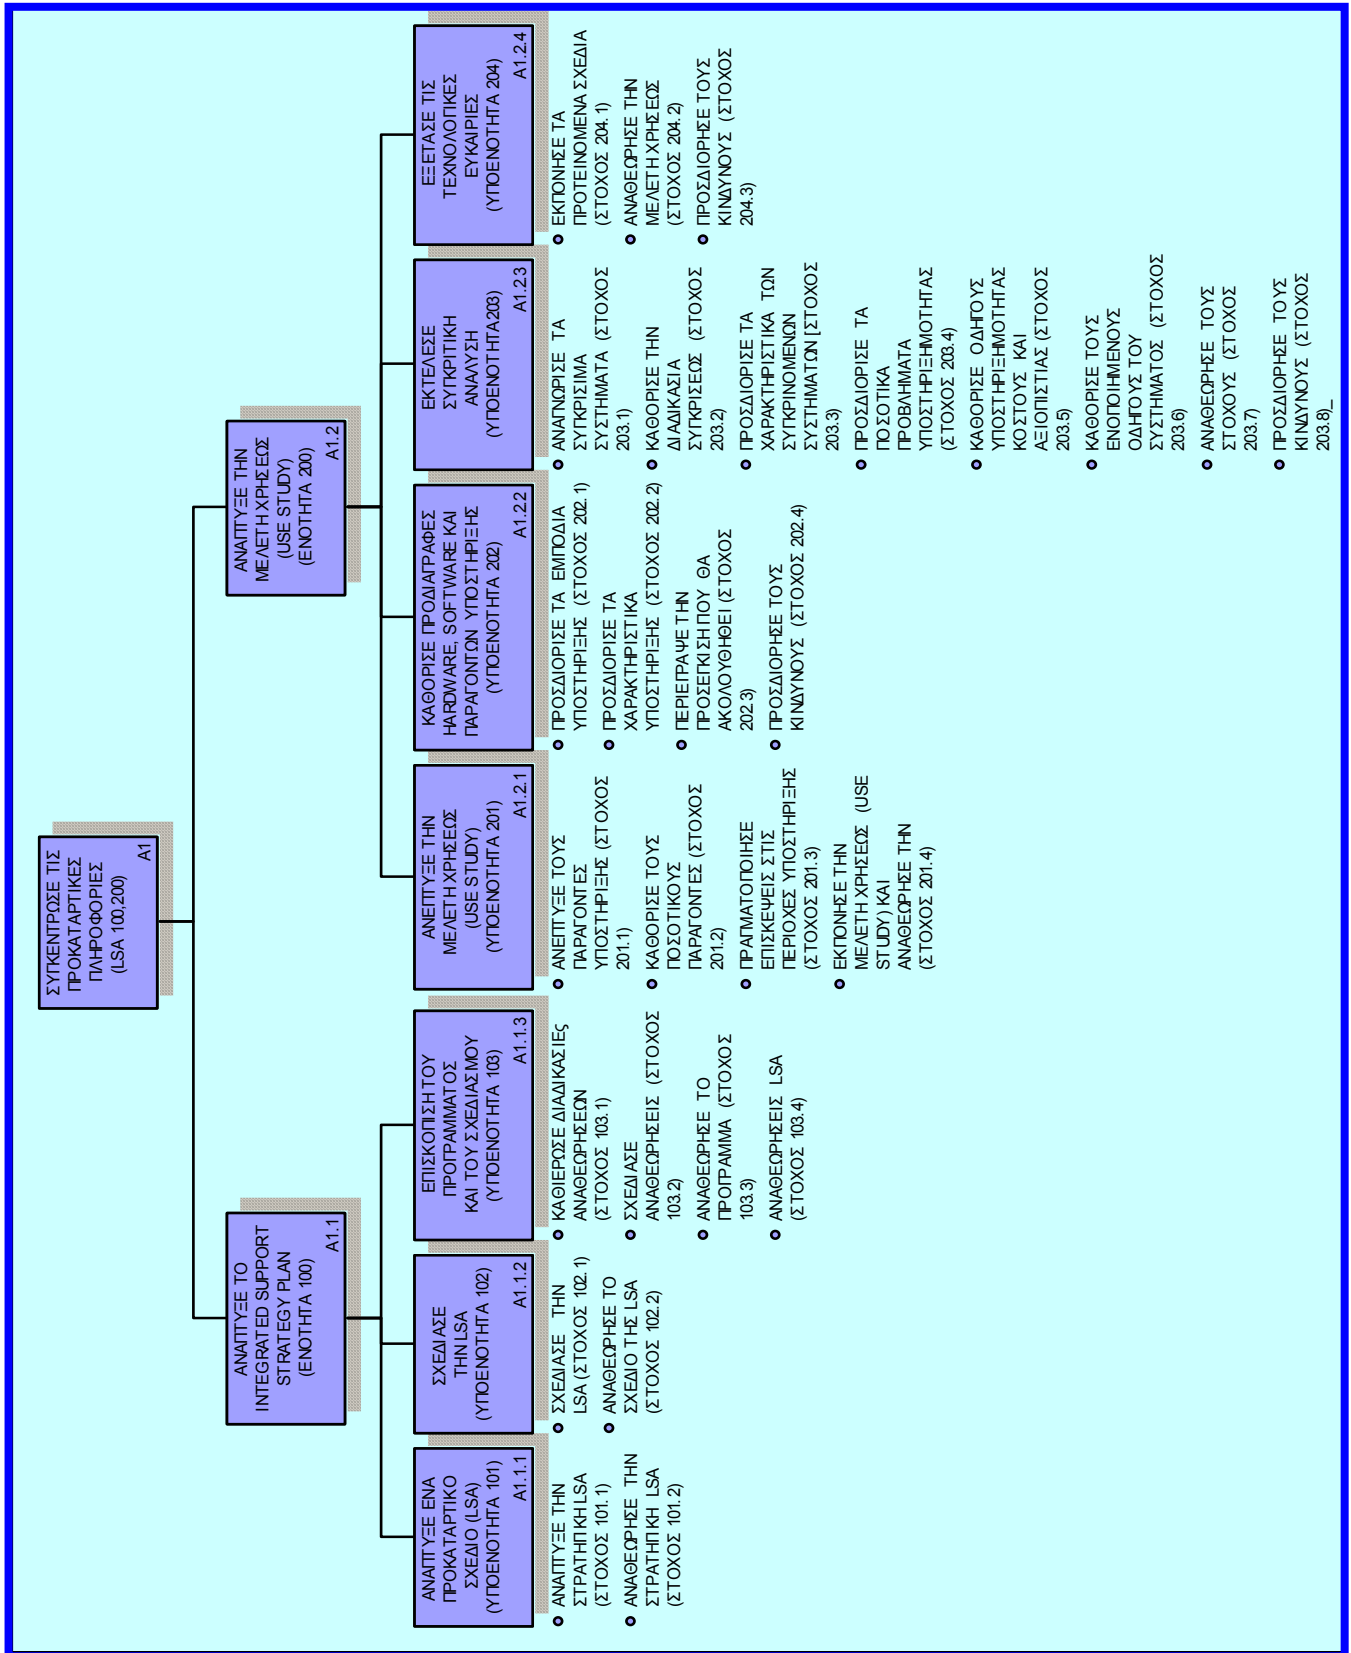 ΣΥΓΚΕΝΤΡΩΣΕ ΤΙΣ
ΠΡΟΚΑΤΑΡΤΙΚΕΣ
ΠΛΗΡΟΦΟΡΙΕΣ
(LSA 100,200)
A1
ΑΝΑΠΤΥΞΕ ΤΟ
INTEGRATED SUPPORT
STRATEGY PLAN
(ΕΝΟΤΗΤΑ 100)
A1.1
ΑΝΑΠΤΥΞΕ ΤΗΝ
ΜΕΛΕΤΗ ΧΡΗΣΕΩΣ
(USE STUDY)
(ΕΝΟΤΗΤΑ 200)
A1.2
ΑΝΑΠΤΥΞΕ ΕΝΑ
ΠΡΟΚΑΤΑΡΤΙΚΟ
ΣΧΕΔΙΟ (LSA)
(ΥΠΟΕΝΟΤΗΤΑ 101)
A1.1.1
ΑΝΑΠΤΥΞΕ ΤΗΝ
ΣΤΡΑΤΗΓΙΚΗ LSA
(ΣΤΟΧΟΣ 101.1)
ΑΝΑΘΕΩΡΗΣΕ ΤΗΝ
ΣΤΡΑΤΗΓΙΚΗ LSA
(ΣΤΟΧΟΣ 101.2)
ΣΧΕΔΙΑΣΕ
ΤΗΝ LSA
(ΥΠΟΕΝΟΤΗΤΑ 102)
A1.1.2
ΣΧΕΔΙΑΣΕ ΤΗΝ
LSA (ΣΤΟΧΟΣ 102.1)
ΑΝΑΘΕΩΡΗΣΕ ΤΟ
ΣΧΕΔΙΟ ΤΗΣ LSA
(ΣΤΟΧΟΣ 102.2)
ΕΠΙΣΚΟΠΙΣΗ ΤΟΥ
ΠΡΟΓΡΑΜΜΑΤΟΣ
ΚΑΙ ΤΟΥ ΣΧΕΔΙΑΣΜΟΥ
(ΥΠΟΕΝΟΤΗΤΑ 103)
A1.1.3
ΚΑΘΙΕΡΩΣΕ ΔΙΑΔΙΚΑΣΙΕς
ΑΝΑΘΕΩΡΗΣΕΩΝ
(ΣΤΟΧΟΣ 103.1)
ΣΧΕΔΙΑΣΕ
ΑΝΑΘΕΩΡΗΣΕΙΣ (ΣΤΟΧΟΣ
103.2)
ΑΝΑΘΕΩΡΗΣΕ ΤΟ
ΠΡΟΓΡΑΜΜΑ (ΣΤΟΧΟΣ
103.3)
ΑΝΑΘΕΩΡΗΣΕΙΣ LSA
(ΣΤΟΧΟΣ 103.4)
ΑΝΕΠΤΥΞΕ ΤΗΝ
ΜΕΛΕΤΗ ΧΡΗΣΕΩΣ
(USE STUDY)
(ΥΠΟΕΝΟΤΗΤΑ 201)
A1.2.1
ΑΝΕΠΤΥΞΕ ΤΟΥΣ
ΠΑΡΑΓΟΝΤΕΣ
ΥΠΟΣΤΗΡΙΞΗΣ (ΣΤΟΧΟΣ
201.1)
ΚΑΘΟΡΙΣΕ ΤΟΥΣ
ΠΟΣΟΤΙΚΟΥΣ
ΠΑΡΑΓΟΝΤΕΣ (ΣΤΟΧΟΣ
201.2)
ΠΡΑΓΜΑΤΟΠΟΙΗΣΕ
ΕΠΙΣΚΕΨΕΙΣ ΣΤΙΣ
ΠΕΡΙΟΧΕΣ ΥΠΟΣΤΗΡΙΞΗΣ
(ΣΤΟΧΟΣ 201.3)
ΕΚΠΟΝΗΣΕ ΤΗΝ
ΜΕΛΕΤΗ ΧΡΗΣΕΩΣ (USE
STUDY) ΚΑΙ
ΑΝΑΘΕΩΡΗΣΕ ΤΗΝ
(ΣΤΟΧΟΣ 201.4)
ΚΑΘΟΡΙΣΕ ΠΡΟΔΙΑΓΡΑΦΕΣ
HARDWARE, SOFTWARE ΚΑΙ
ΠΑΡΑΓΟΝΤΩΝ ΥΠΟΣΤΗΡΙΞΗΣ
(ΥΠΟΕΝΟΤΗΤΑ 202)
A1.2.2
ΠΡΟΣΔΙΟΡΙΣΕ ΤΑ ΕΜΠΟΔΙΑ
ΥΠΟΣΤΗΡΙΞΗΣ (ΣΤΟΧΟΣ 202.1)
ΠΡΟΣΔΙΟΡΙΣΕ ΤΑ
ΧΑΡΑΚΤΗΡΙΣΤΙΚΑ
ΥΠΟΣΤΗΡΙΞΗΣ (ΣΤΟΧΟΣ 202.2)
ΠΕΡΙΕΓΡΑΨΕ ΤΗΝ
ΠΡΟΣΕΓΚΙΣΗ ΠΟΥ ΘΑ
ΑΚΟΛΟΥΘΗΘΕΙ (ΣΤΟΧΟΣ
202.3)
ΠΡΟΣΔΙΟΡΗΣΕ ΤΟΥΣ
ΚΙΝΔΥΝΟΥΣ (ΣΤΟΧΟΣ 202.4)
ΕΚΤΕΛΕΣΕ
ΣΥΓΚΡΙΤΙΚΗ
ΑΝΑΛΥΣΗ
(ΥΠΟΕΝΟΤΗΤΑ203)
A1.2.3
ΑΝΑΓΝΩΡΙΣΕ ΤΑ
ΣΥΓΚΡΙΣΙΜΑ
ΣΥΣΤΗΜΑΤΑ (ΣΤΟΧΟΣ
203.1)
ΚΑΘΟΡΙΣΕ ΤΗΝ
ΔΙΑΔΙΚΑΣΙΑ
ΣΥΓΚΡΙΣΕΩΣ (ΣΤΟΧΟΣ
203.2)
ΠΡΟΣΔΙΟΡΙΣΕ ΤΑ
ΧΑΡΑΚΤΗΡΙΣΤΙΚΑ ΤΩΝ
ΣΥΓΚΡΙΝΟΜΕΝΩΝ
ΣΥΣΤΗΜΑΤΩΝ [ΣΤΟΧΟΣ
203.3)
ΠΡΟΣΔΙΟΡΙΣΕ ΤΑ
ΠΟΣΟΤΙΚΑ
ΠΡΟΒΛΗΜΑΤΑ
ΥΠΟΣΤΗΡΙΞΗΜΟΤΗΤΑΣ
(ΣΤΟΧΟΣ 203.4)
ΚΑΘΟΡΙΣΕ ΟΔΗΓΟΥΣ
ΥΠΟΣΤΗΡΙΞΗΜΟΤΗΤΑΣ
ΚΟΣΤΟΥΣ ΚΑΙ
ΑΞΙΟΠΙΣΤΙΑΣ (ΣΤΟΧΟΣ
203.5)
ΚΑΘΟΡΙΣΕ ΤΟΥΣ
ΕΝΟΠΟΙΗΜΕΝΟΥΣ
ΟΔΗΓΟΥΣ ΤΟΥ
ΣΥΣΤΗΜΑΤΟΣ (ΣΤΟΧΟΣ
203.6)
ΑΝΑΘΕΩΡΗΣΕ ΤΟΥΣ
ΣΤΟΧΟΥΣ (ΣΤΟΧΟΣ
203.7)
ΠΡΟΣΔΙΟΡΗΣΕ ΤΟΥΣ
ΚΙΝΔΥΝΟΥΣ (ΣΤΟΧΟΣ
203.8)_
ΕΞΕΤΑΣΕ ΤΙΣ
ΤΕΧΝΟΛΟΓΙΚΕΣ
ΕΥΚΑΙΡΙΕΣ
(ΥΠΟΕΝΟΤΗΤΑ 204)
A1.2.4
ΕΚΠΟΝΗΣΕ ΤΑ
ΠΡΟΤΕΙΝΟΜΕΝΑ ΣΧΕΔΙΑ
(ΣΤΟΧΟΣ 204.1)
ΑΝΑΘΕΩΡΗΣΕ ΤΗΝ
ΜΕΛΕΤΗ ΧΡΗΣΕΩΣ
(ΣΤΟΧΟΣ 204.2)
ΠΡΟΣΔΙΟΡΗΣΕ ΤΟΥΣ
ΚΙΝΔΥΝΟΥΣ (ΣΤΟΧΟΣ
204.3)